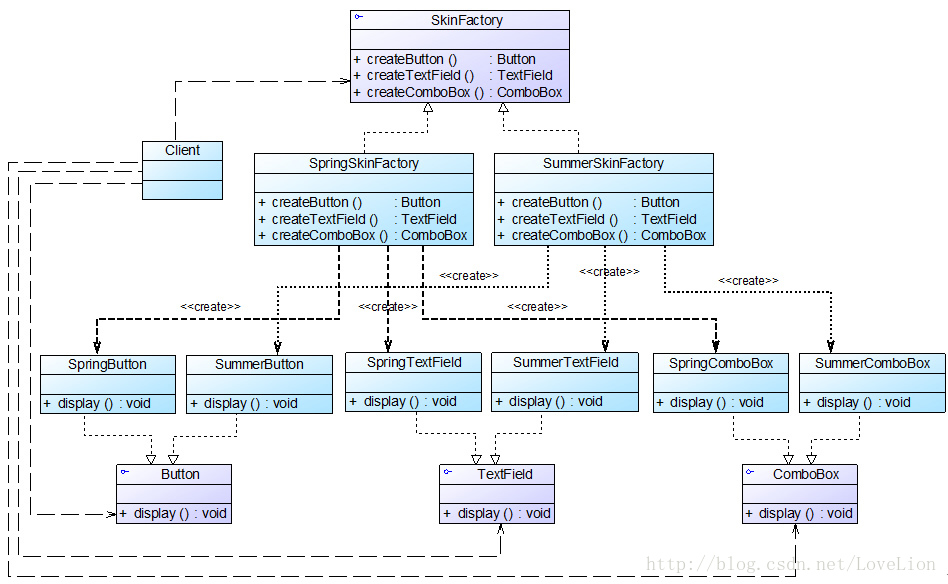 SkinFactory
+ createButton () : Button
+ createTextField () : TextField
+ createComboBox () : ComboBox
Client
SpringSkinFactory
+ createButton () : Button
+ createTextField () : TextField
+ createComboBox () : ComboBox
SummerSkinFactory
+ createButton () : Button
+ createTextField () : TextField
+ createComboBox () : ComboBox
<<create>>
<<create>>
<<create>>
<<create>>
<<create>>
<<create>>
SpringButton
+ display () : void
SummerButton
+ display () : void
SpringTextField
+ display () : void
SummerTextField
+ display () : void
SpringComboBox
+ display () : void
SummerComboBox
+ display () : void
Button
+ display () : void
TextField
+ display () : void
ComboBox
+ display () : void
http://blog.csdn.net/LoveLion